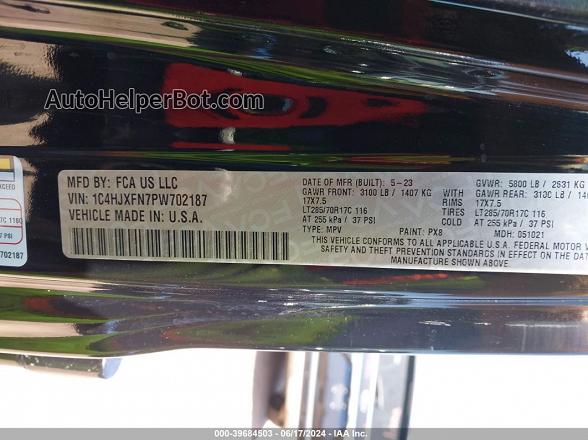 AutoHelperBot.com
MFD BY: FCA US LLC
VIN: 1C4HJXFN7PW702187
VEHICLE MADE IN U.S.A.
DATE OF MFR (BUILT): 5-23 GVWR: 5800 LB / 2531 KG
GAWR FRONT: 3100 LB / 1407 KG WITH GAWR REAR: 3100 LB /
17X7.5 RIMS 17X7.5
LT285/70R17C 116 TIRES LT285/70R17C 116
AT 255 kPa / 37 PSI COLD AT 255 kPa / 37 PSI
TYPE: MPV PAINT: PX8 MDH: 051021
THIS VEHICLE CONFORMS TO ALL APPLICABLE U.S.A. FEDERAL MOTOR
SAFETY AND THEFT PREVENTION STANDARDS IN EFFECT ON THE
MANUFACTURE SHOWN ABOVE.
EXCEED
702187
000-39684503 - 06/17/2024 - IAA